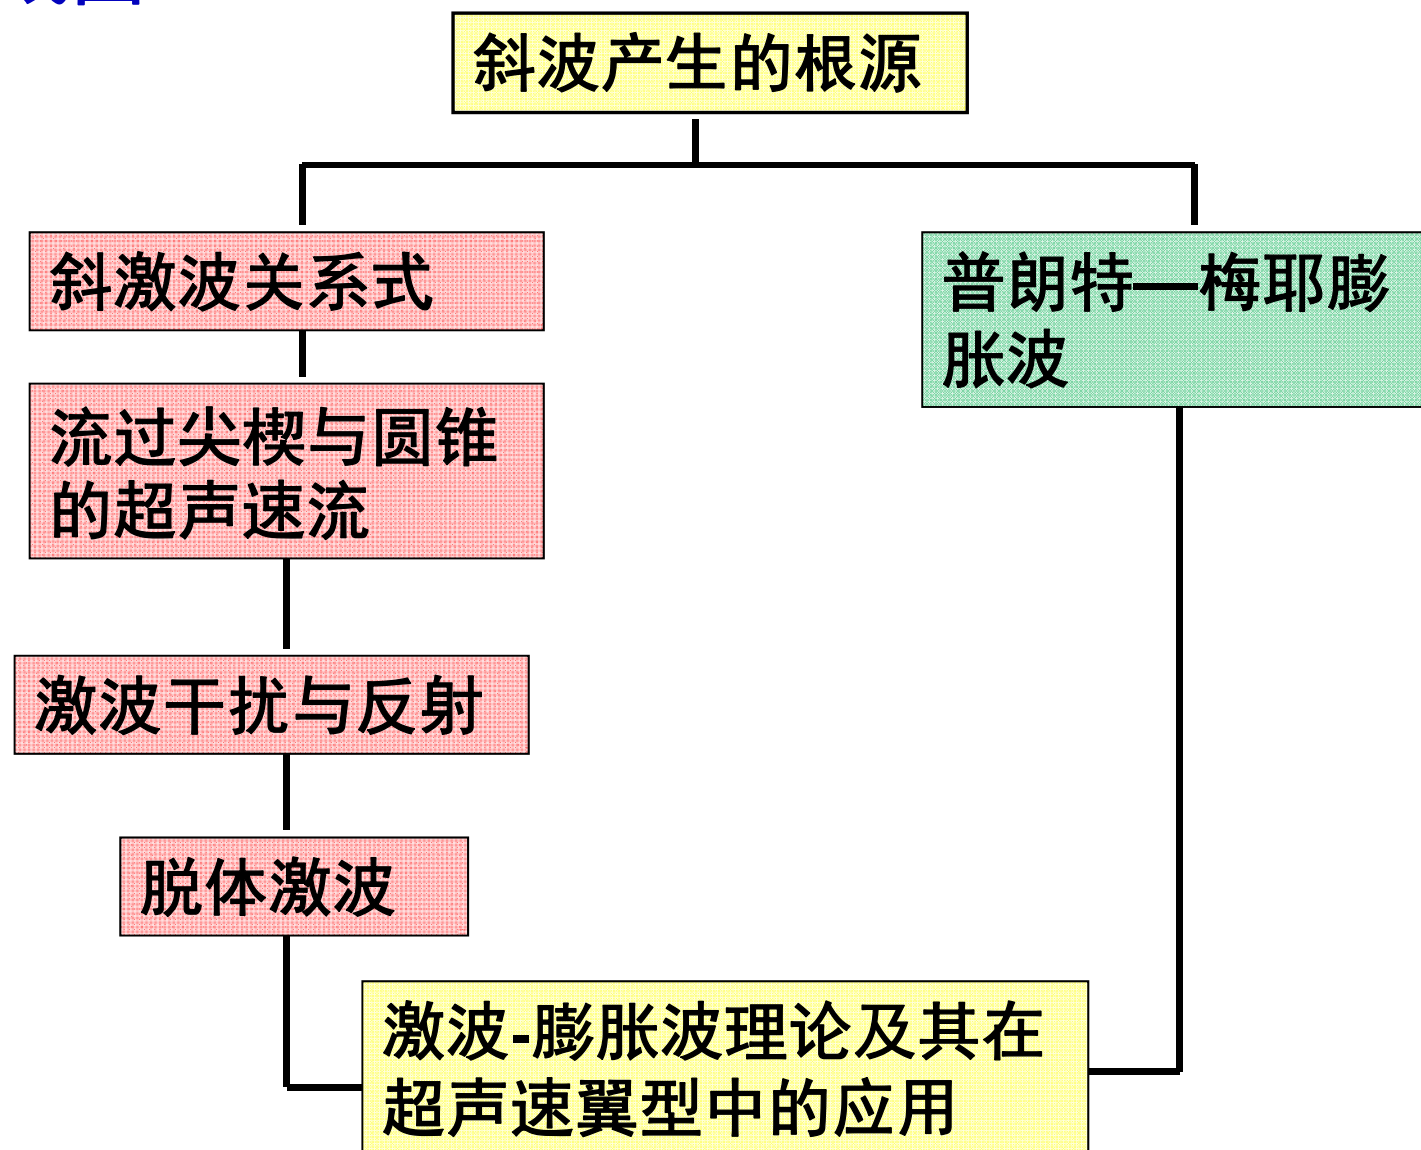 斜波产生的根源
斜激波关系式
普朗特—梅耶膨
胀波
流过尖楔与圆锥
的超声速流
激波干扰与反射
脱体激波
激波-膨胀波理论及其在
超声速翼型中的应用